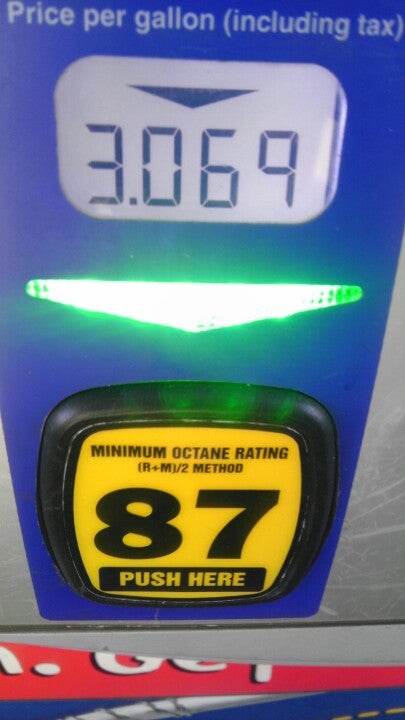 Price per gallon (including tax)
3.069
MINIMUM OCTANE RATING
(R+M)/2 METHOD
87
PUSH HERE